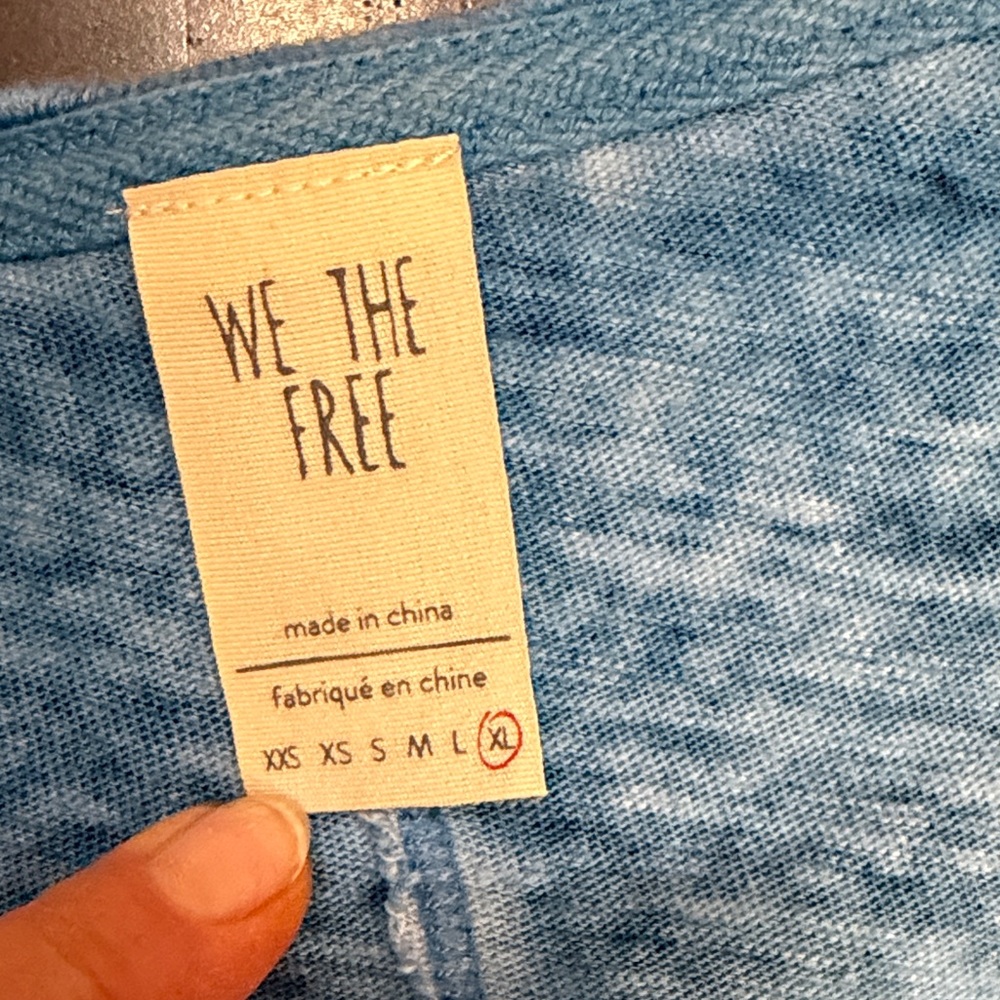 WE THE
FREE
made in china
fabriqué en chine
XXS XS S M L XL